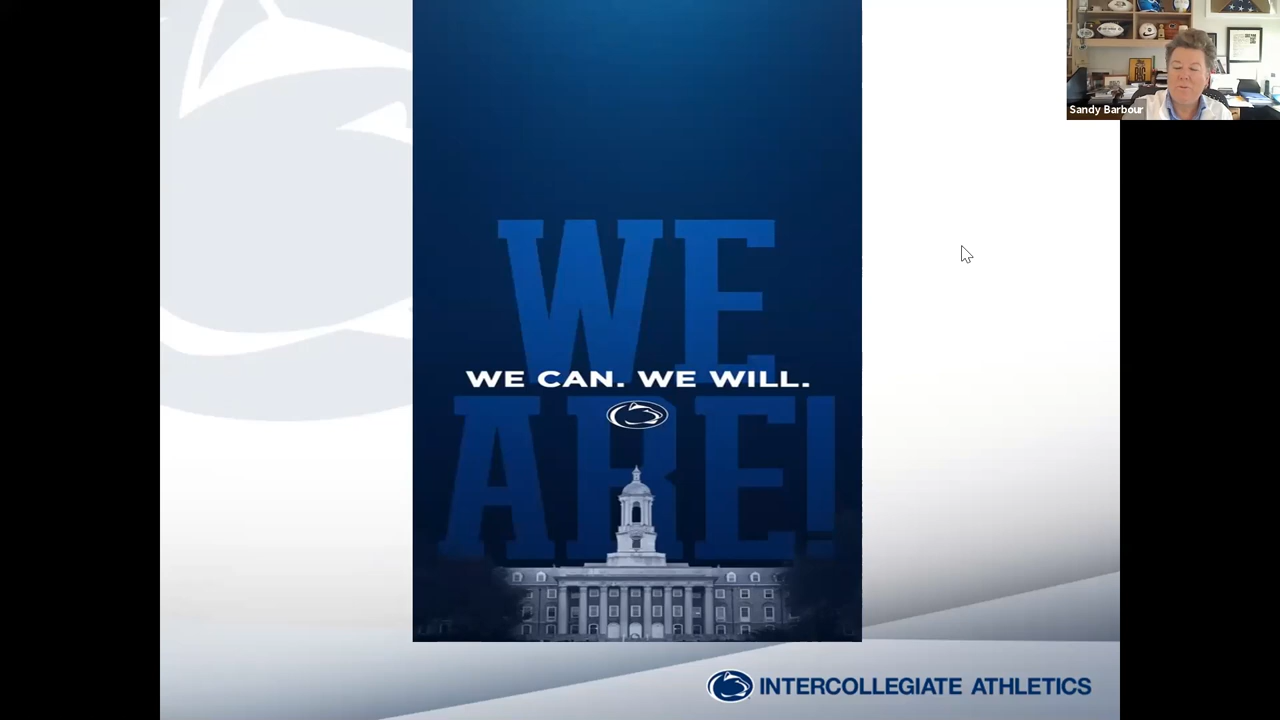 Sandy Barbour
WE
WE CAN. WE WILL.
ARE!
INTERCOLLEGIATE ATHLETICS